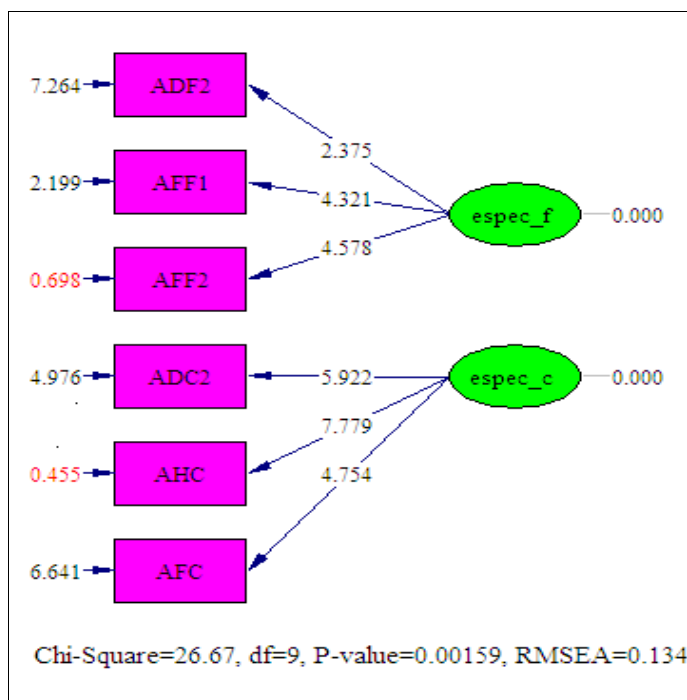 7.264 ADF2
2.375
2.199 AFF1 4.321 espec_f 0.000
0.698 AFF2 4.578
4.976 ADC2 5.922 espec_c 0.000
7.779
0.455 AHC 4.754
6.641 AFC
Chi-Square=26.67, df=9, P-value=0.00159, RMSEA=0.134